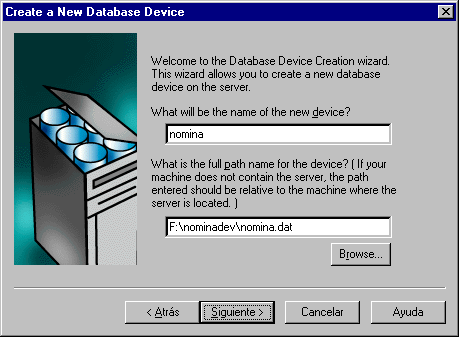 Create a New Database Device
Welcome to the Database Device Creation wizard.
This wizard allows you to create a new database
device on the server.
What will be the name of the new device?
nomina
What is the full path name for the device? ( If your
machine does not contain the server, the path
entered should be relative to the machine where the
server is located. )
F:\nominadev\nomina.dat
Browse...
< Atrás
Siguiente >
Cancelar
Ayuda